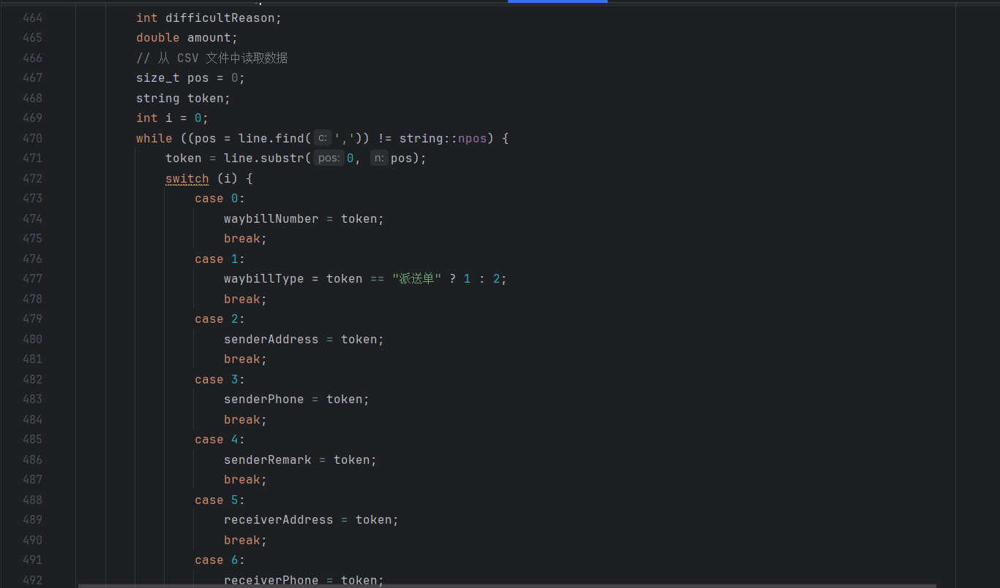 464 int difficultReason;
465 double amount;
466 // 从 CSV 文件中读取数据
467 size_t pos = 0;
468 string token;
469 int i = 0;
470 while ((pos = line.find( c: ',')) != string::npos) {
471 token = line.substr( pos: 0, n: pos);
472 switch (i) {
473 case 0:
474 waybillNumber = token;
475 break;
476 case 1:
477 waybillType = token == "派送单" ? 1 : 2;
478 break;
479 case 2:
480 senderAddress = token;
481 break;
482 case 3:
483 senderPhone = token;
484 break;
485 case 4:
486 senderRemark = token;
487 break;
488 case 5:
489 receiverAddress = token;
490 break;
491 case 6:
492 receiverPhone = token;